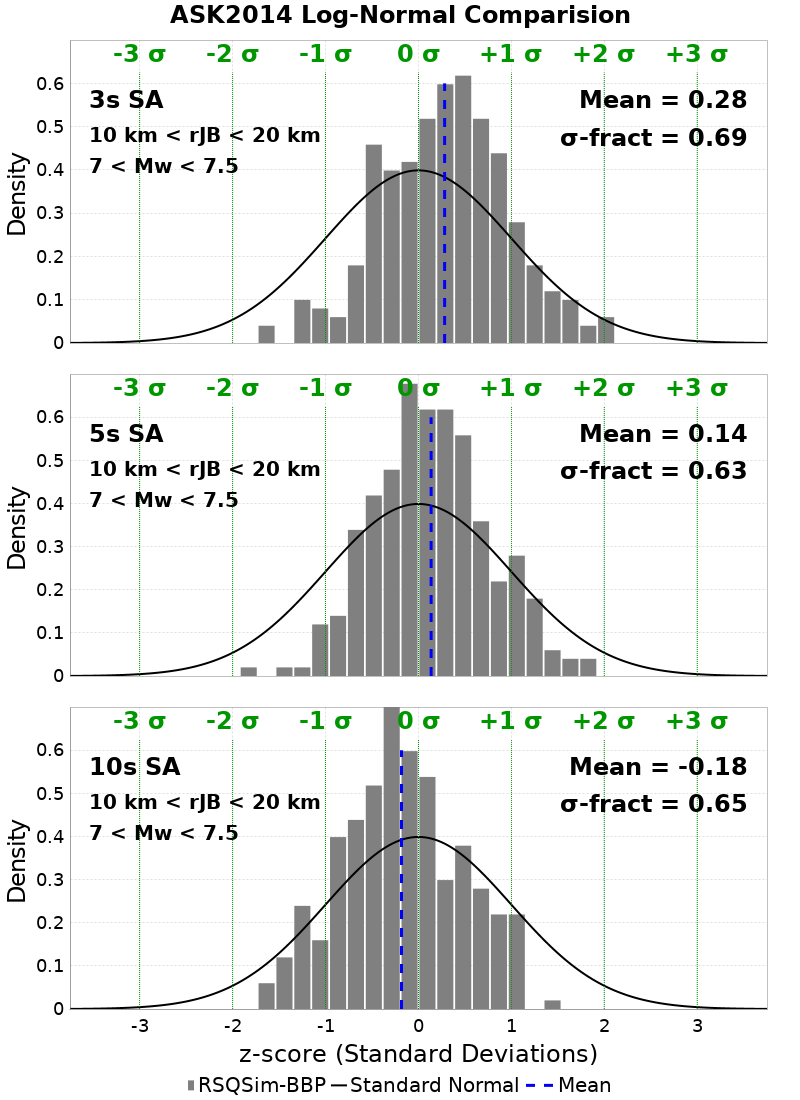 ASK2014 Log-Normal Comparision
-3 σ -2 σ -1 σ 0 σ +1 σ +2 σ +3 σ
3s SA
10 km < rJB < 20 km
7 < Mw < 7.5
Mean = 0.28
σ-fract = 0.69
Density
0.6
0.5
0.4
0.3
0.2
0.1
0
-3 σ -2 σ -1 σ 0 σ +1 σ +2 σ +3 σ
5s SA
10 km < rJB < 20 km
7 < Mw < 7.5
Mean = 0.14
σ-fract = 0.63
Density
0.6
0.5
0.4
0.3
0.2
0.1
0
-3 σ -2 σ -1 σ 0 σ +1 σ +2 σ +3 σ
10s SA
10 km < rJB < 20 km
7 < Mw < 7.5
Mean = -0.18
σ-fract = 0.65
Density
0.6
0.5
0.4
0.3
0.2
0.1
0
-3 -2 -1 0 1 2 3
z-score (Standard Deviations)
RSQSim-BBP Standard Normal Mean